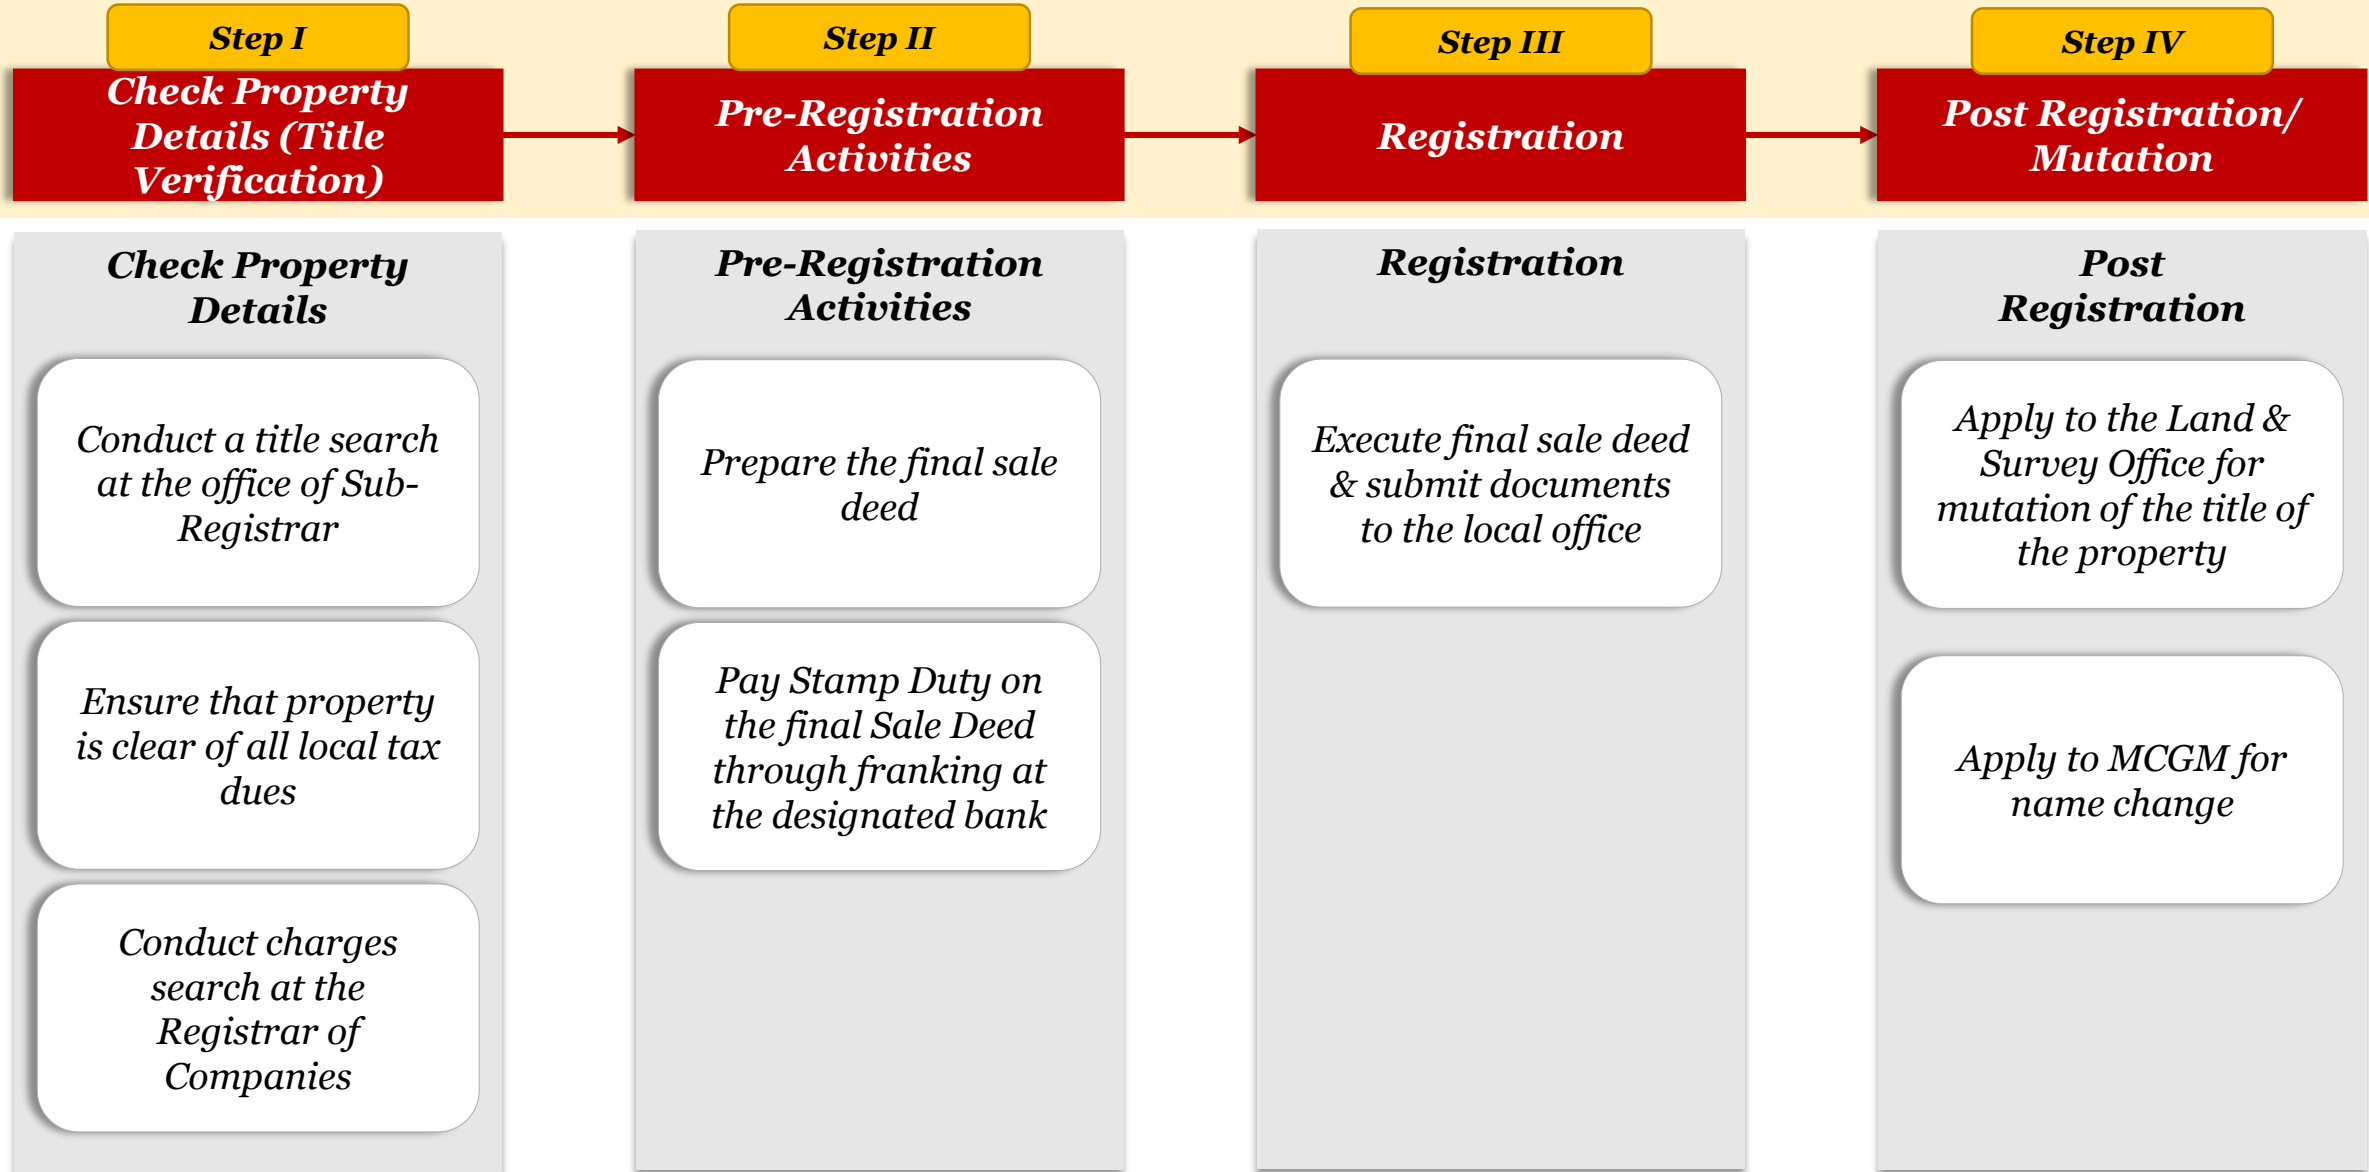 Step I
Step II
Step III
Step IV
Check Property
Details (Title
Verification)
Pre-Registration
Activities
Registration
Post Registration/
Mutation
Check Property
Details
Conduct a title search
at the office of Sub-
Registrar
Ensure that property
is clear of all local tax
dues
Conduct charges
search at the
Registrar of
Companies
Pre-Registration
Activities
Prepare the final sale
deed
Pay Stamp Duty on
the final Sale Deed
through franking at
the designated bank
Registration
Execute final sale deed
& submit documents
to the local office
Post
Registration
Apply to the Land &
Survey Office for
mutation of the title of
the property
Apply to MCGM for
name change